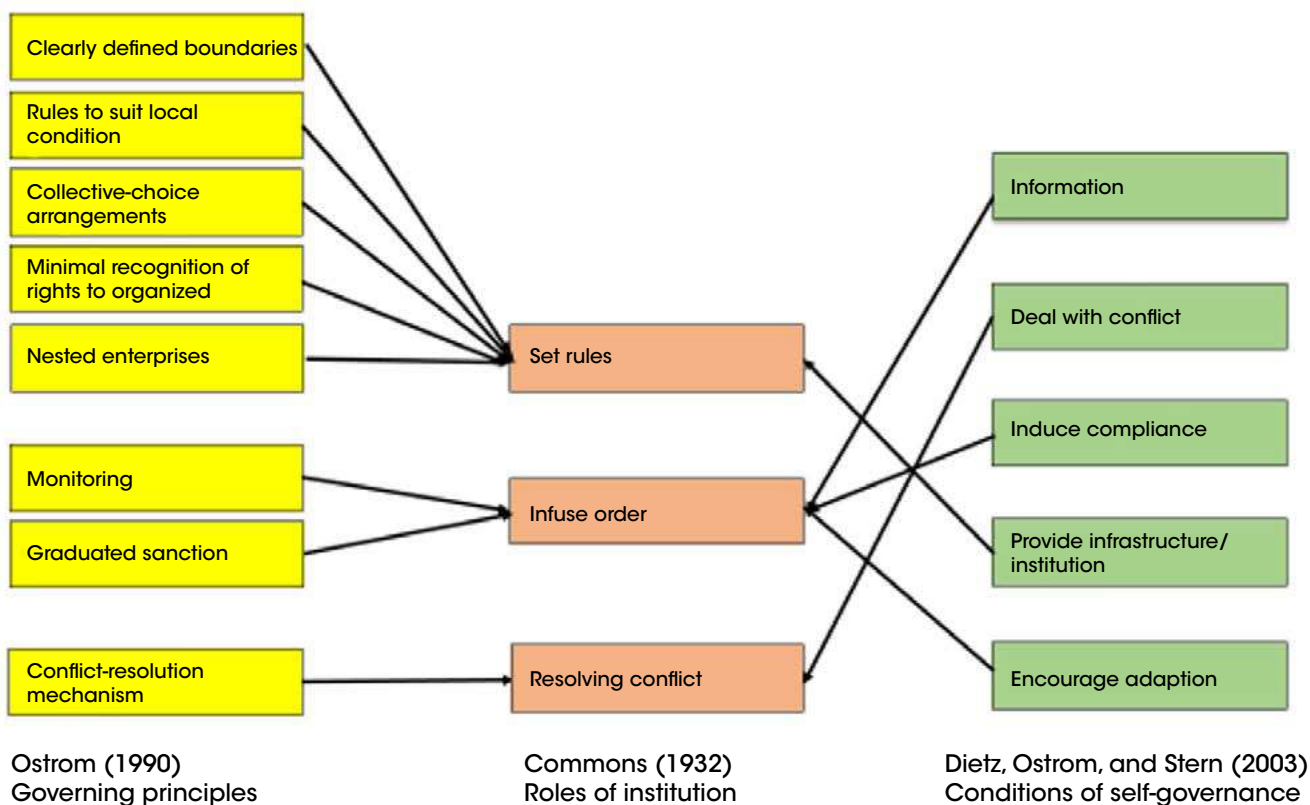 Clearly defined boundaries
Rules to suit local
condition
Collective-choice
arrangements
Minimal recognition of
rights to organized
Nested enterprises
Monitoring
Graduated sanction
Conflict-resolution
mechanism
Ostrom (1990)
Governing principles
Set rules
Infuse order
Resolving conflict
Commons (1932)
Roles of institution
Information
Deal with conflict
Induce compliance
Provide infrastructure/
institution
Encourage adaption
Dietz, Ostrom, and Stern (2003)
Conditions of self-governance